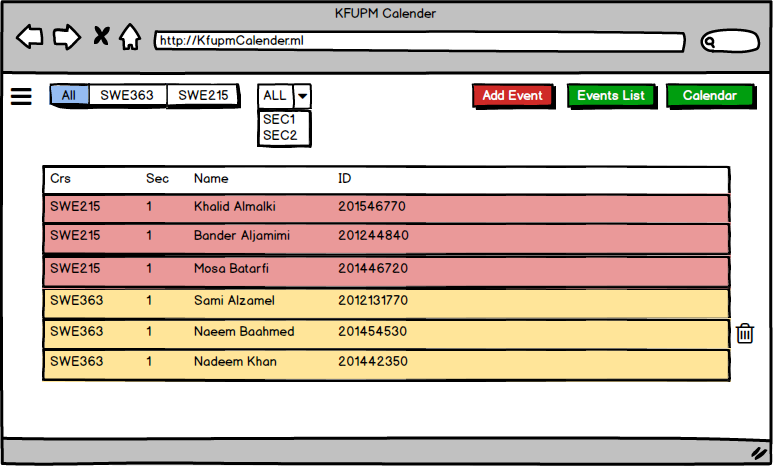 KFUPM Calender
http://KfupmCalender.ml
All SWE363 SWE215 ALL Add Event Events List Calendar
SEC1
SEC2
Crs Sec Name ID
SWE215 1 Khalid Almalki 201546770
SWE215 1 Bander Aljamimi 201244840
SWE215 1 Mosa Batarfi 201446720
SWE363 1 Sami Alzamel 2012131770
SWE363 1 Naeem Baahmed 201454530
SWE363 1 Nadeem Khan 201442350